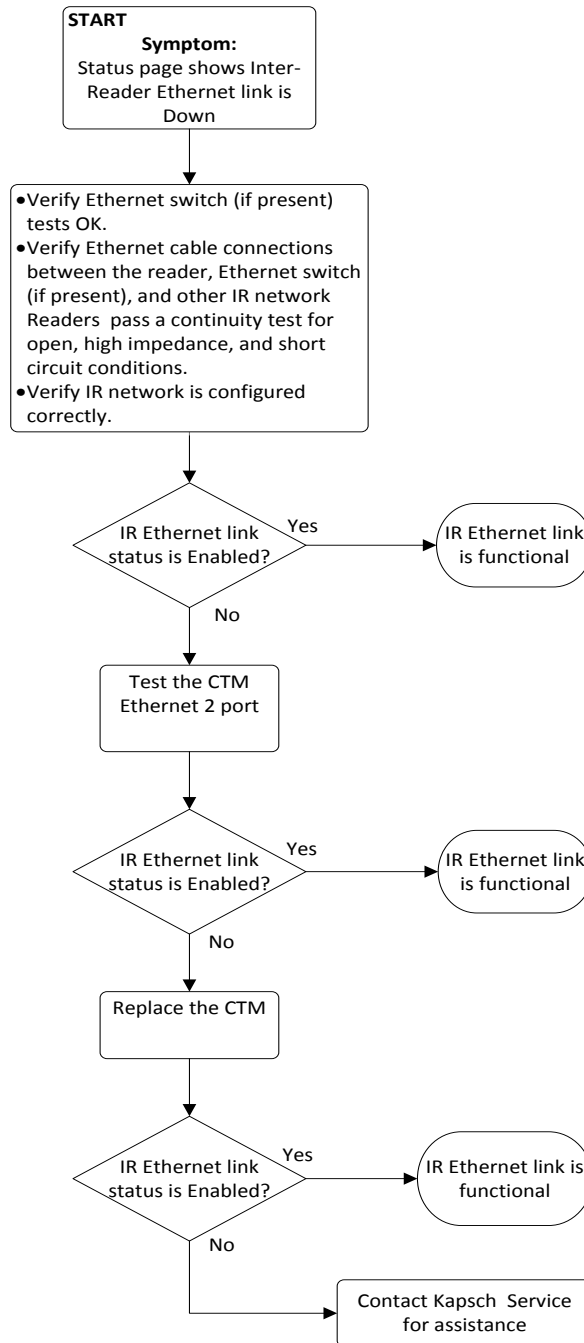 START
Symptom:
Status page shows Inter-
Reader Ethernet link is
Down
•Verify Ethernet switch (if present)
tests OK.
•Verify Ethernet cable connections
between the reader, Ethernet switch
(if present), and other IR network
Readers pass a continuity test for
open, high impedance, and short
circuit conditions.
•Verify IR network is configured
correctly.
IR Ethernet link
status is Enabled?
Yes
IR Ethernet link
is functional
No
Test the CTM
Ethernet 2 port
IR Ethernet link
status is Enabled?
Yes
IR Ethernet link
is functional
No
Replace the CTM
IR Ethernet link
status is Enabled?
Yes
IR Ethernet link is
functional
No
Contact Kapsch Service
for assistance